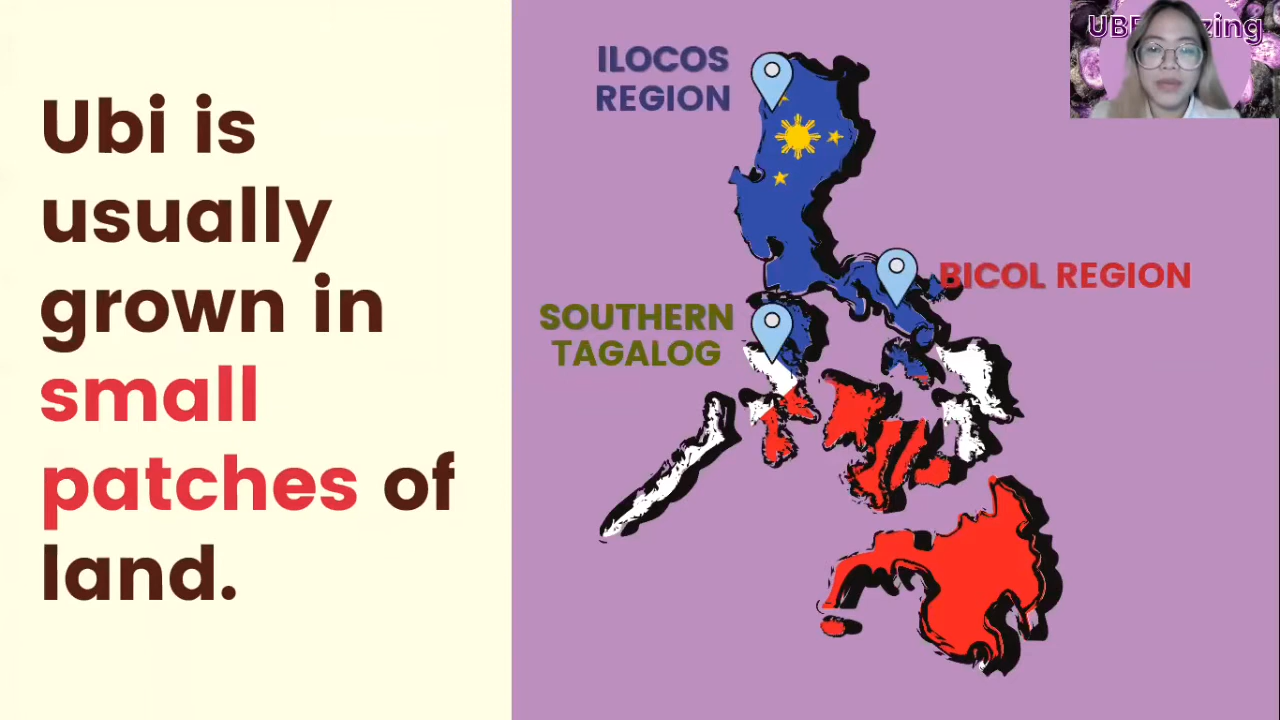 Ubi is
usually
grown in
small
patches of
land.
ILOCOS
REGION
BICOL REGION
SOUTHERN
TAGALOG